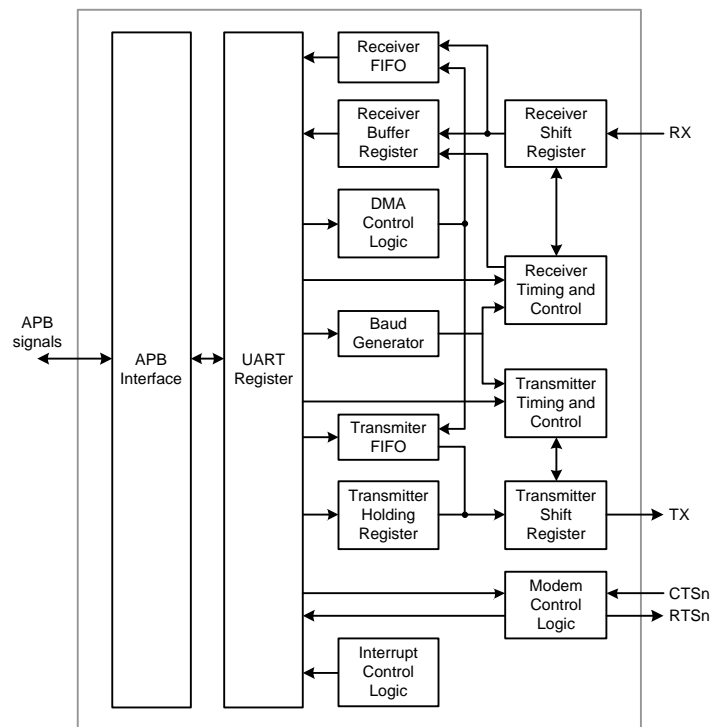 Receiver
FIFO
Receiver
Buffer
Register
Receiver
Shift
Register
RX
DMA
Control
Logic
Receiver
Timing and
Control
APB
signals
APB
Interface
UART
Register
Baud
Generator
Transmitter
Timing and
Control
Transmiter
FIFO
Transmitter
Holding
Register
Transmitter
Shift
Register
TX
Modem
Control
Logic
CTSn
RTSn
Interrupt
Control
Logic